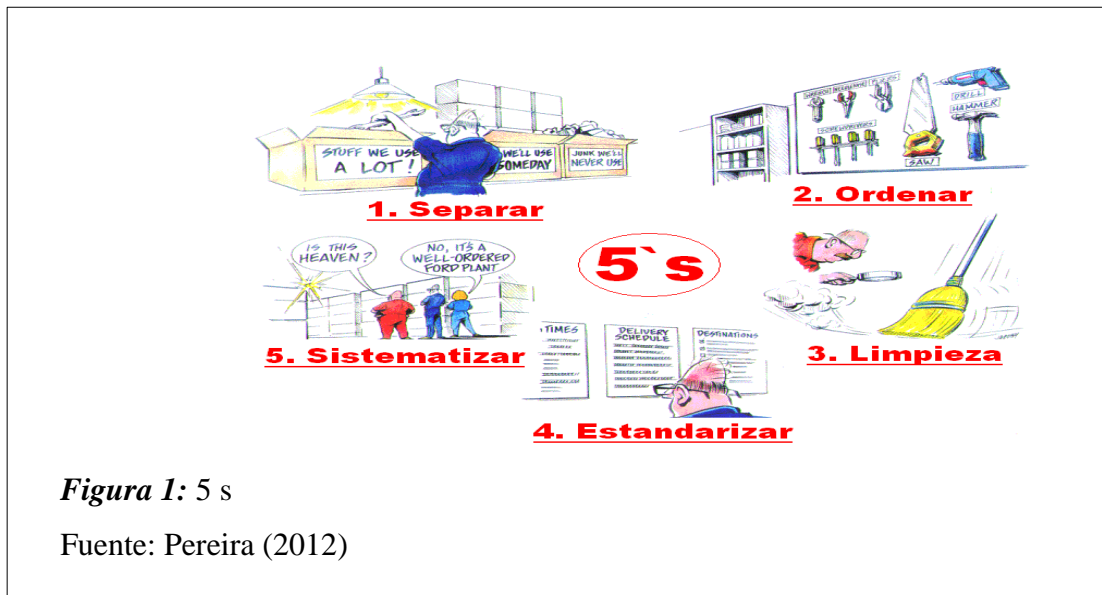 STUFF WE USE
A LOT!
WE'LL USE
SOMEDAY
JUNK WE'LL
NEVER USE
1. Separar
PLIERS
SCREWDRIVERS
SAW
DRILL
HAMMER
2. Ordenar
5`s
IS THIS
HEAVEN?
NO, IT'S A
WELL-ORDERED
FORD PLANT
5. Sistematizar
3. Limpieza
TIMES
DELIVERY
SCHEDULE
DESTINATIONS
4. Estandarizar
Figura 1: 5 s
Fuente: Pereira (2012)